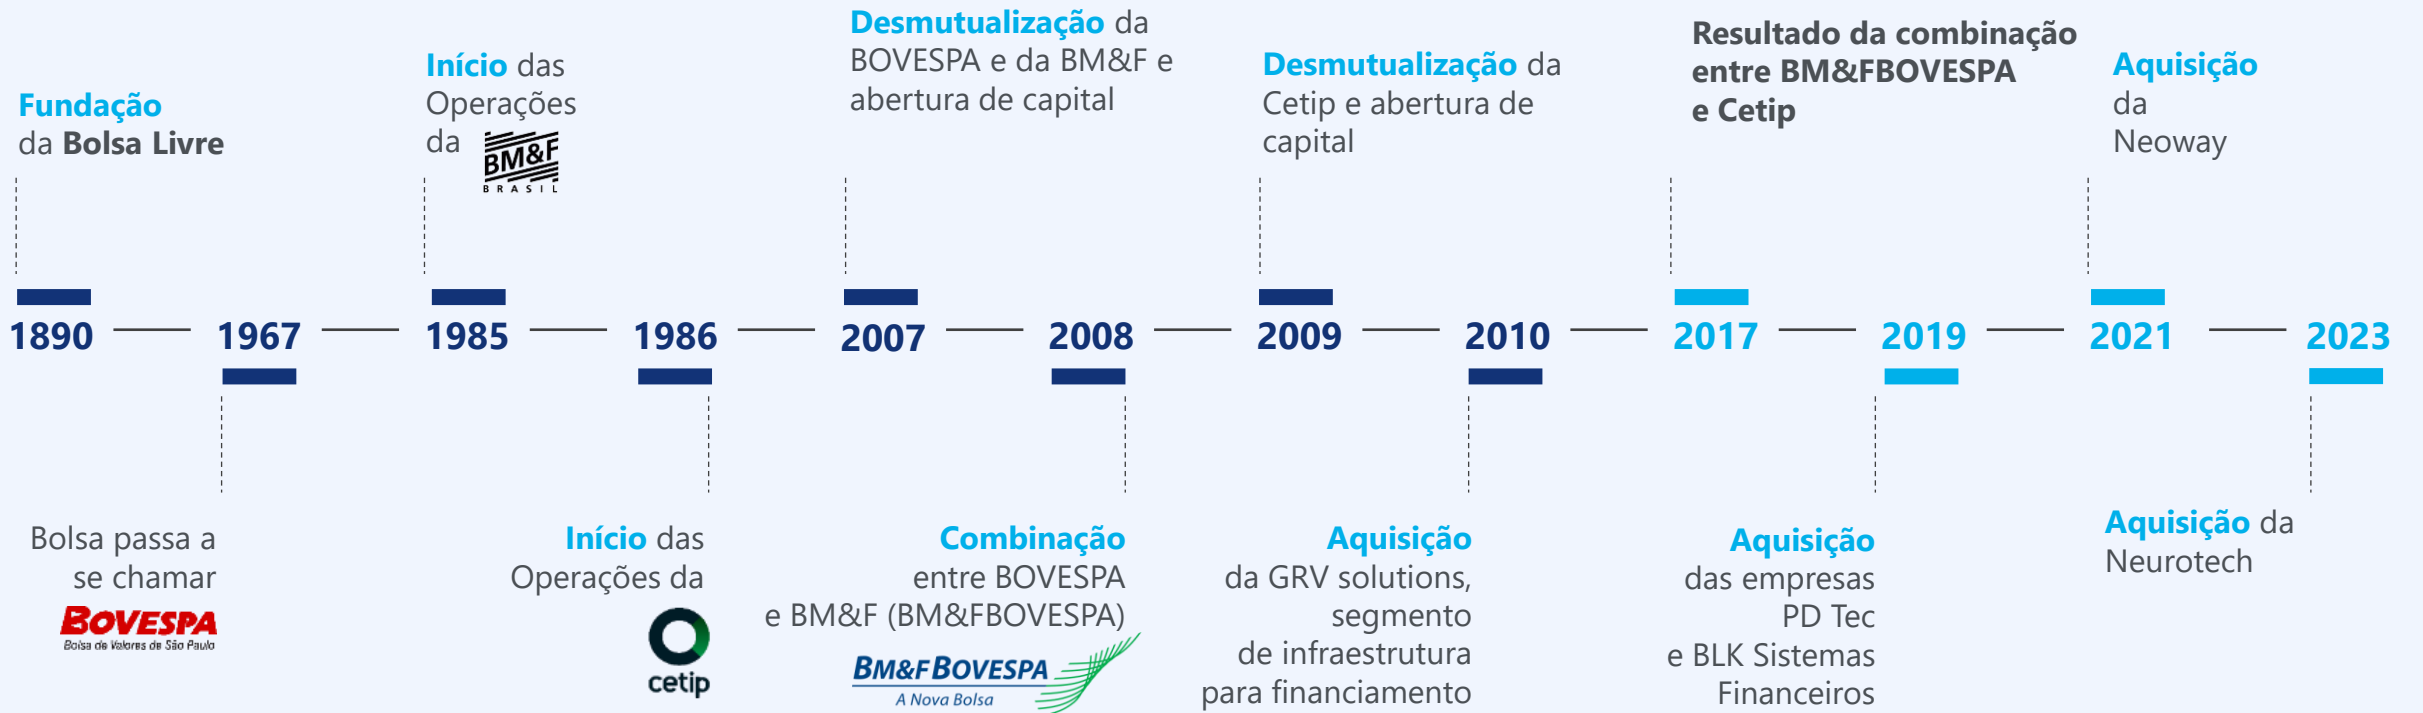 Fundação
da Bolsa Livre
Início das
Operações
da
BM&F
BRASIL
Desmutualização da
BOVESPA e da BM&F e
abertura de capital
Desmutualização da
Cetip e abertura de
capital
Resultado da combinação
entre BM&FBOVESPA
e Cetip
Aquisição
da
Neoway
1890
1967
1985
1986
2007
2008
2009
2010
2017
2019
2021
2023
Bolsa passa a
se chamar
BOVESPA
Bolsa de Valores de São Paulo
Início das
Operações da
cetip
Combinação
entre BOVESPA
e BM&F (BM&FBOVESPA)
BM&FBOVESPA
A Nova Bolsa
Aquisição
da GRV solutions,
segmento
de infraestrutura
para financiamento
Aquisição
das empresas
PD Tec
e BLK Sistemas
Financeiros
Aquisição da
Neurotech